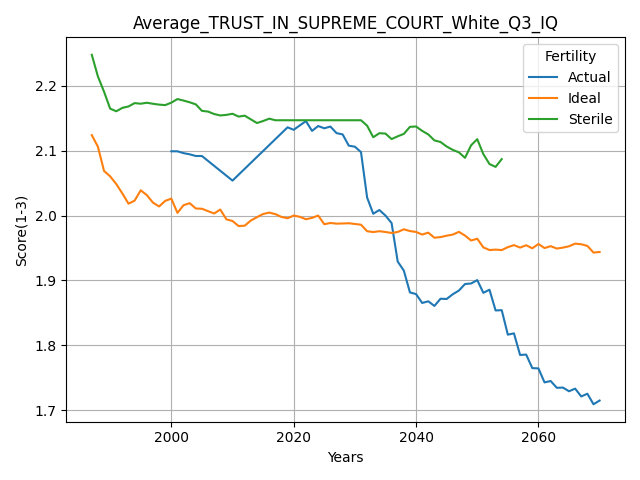 Average_TRUST_IN_SUPREME_COURT_White_Q3_IQ
Fertility
Actual
Ideal
Sterile
Score(1-3)
2.2
2.1
2.0
1.9
1.8
1.7
2000 2020 2040 2060
Years